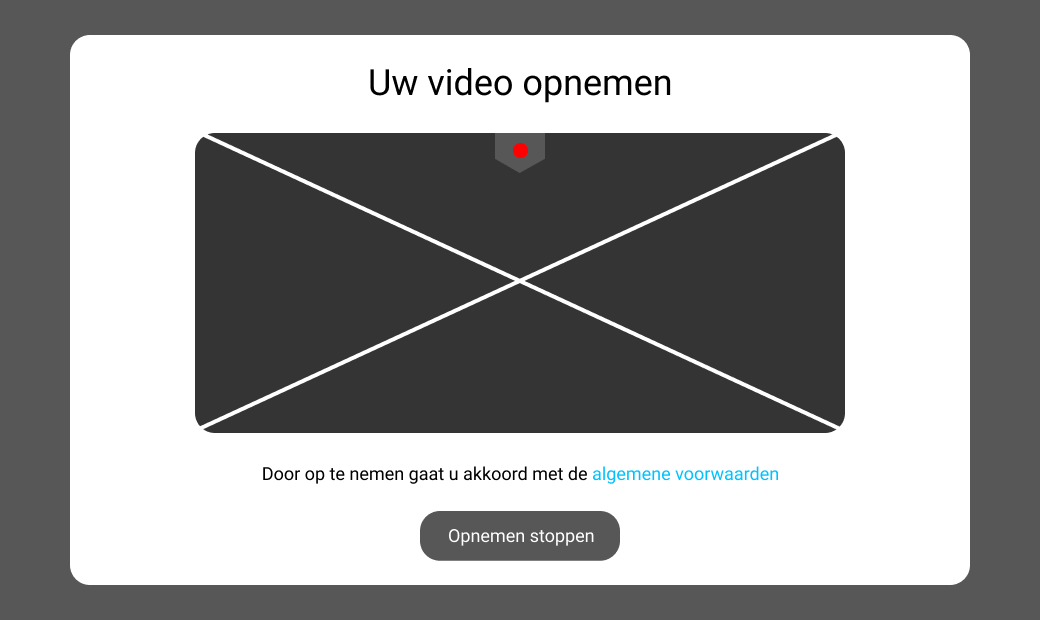 Uw video opnemen
Door op te nemen gaat u akkoord met de algemene voorwaarden
Opnemen stoppen